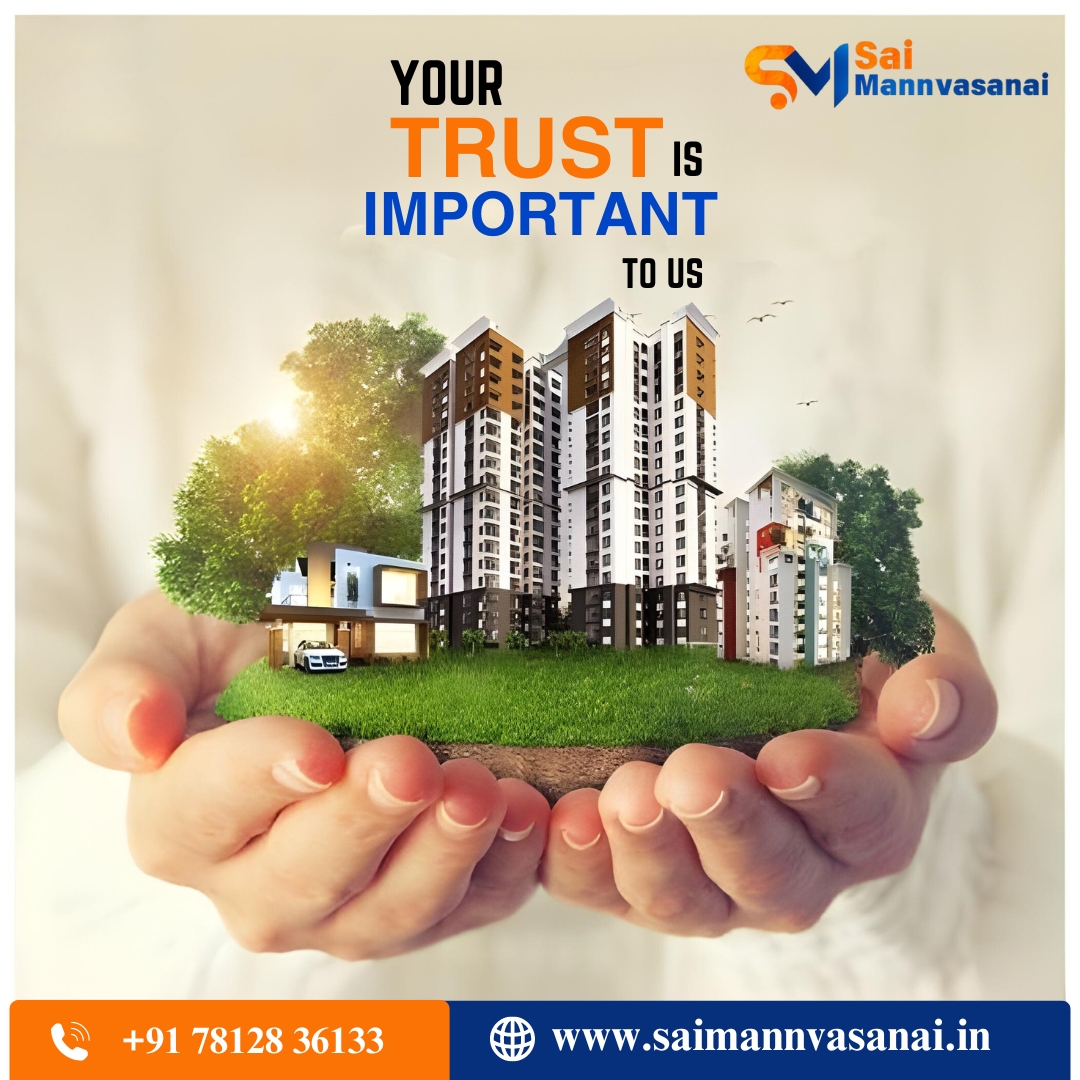 YOUR
TRUST IS
IMPORTANT
TO US
Sai
Mannvasanai
+91 78128 36133
www.saimannvasanai.in